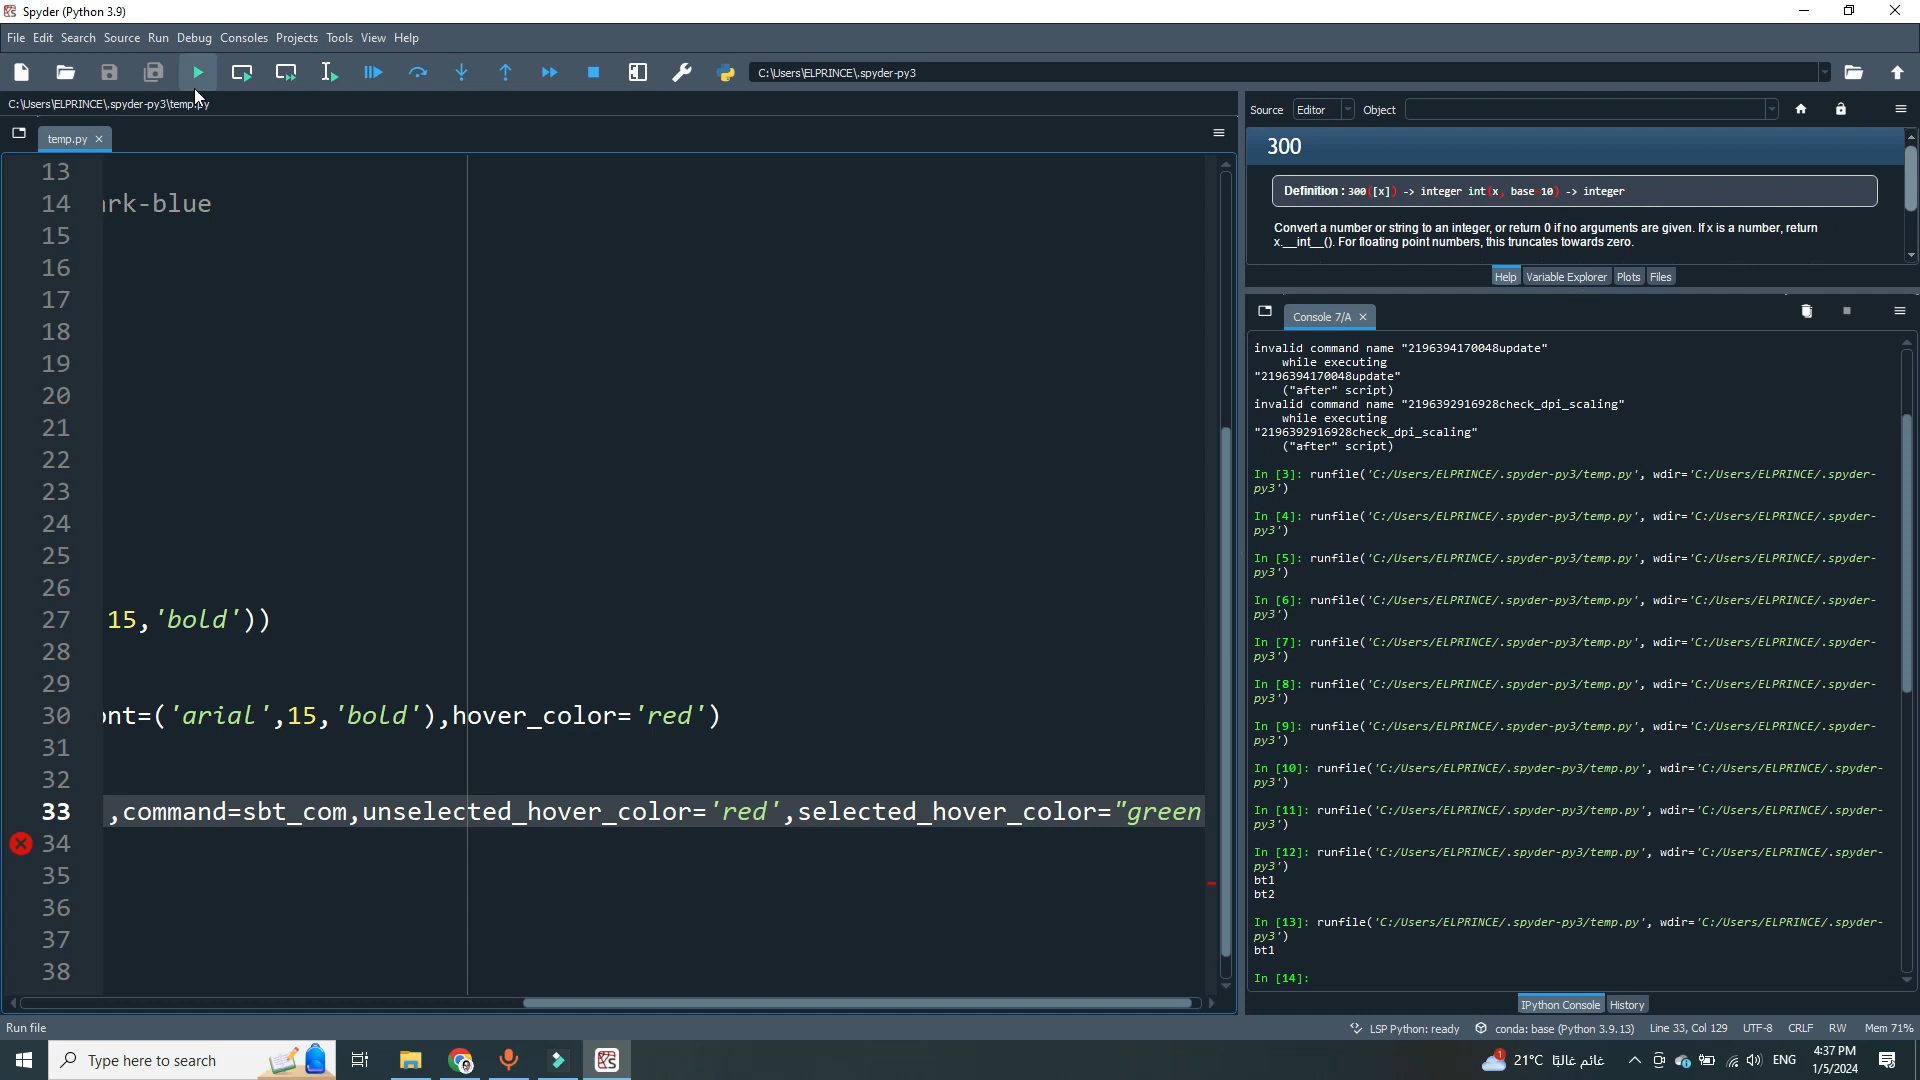 Spyder (Python 3.9)
File Edit Search Source Run Debug Consoles Projects Tools View Help
C:\Users\ELPRINCE\.spyder-py3
C:\Users\ELPRINCE\.spyder-py3\temp.py
temp.py
13
14 ark-blue
15
16
17
18
19
20
21
22
23
24
25
26
27 15,'bold'))
28
29
30 ont=('arial',15,'bold'),hover_color='red')
31
32
33 ,command=sbt_com,unselected_hover_color='red',selected_hover_color="green
34
35
36
37
38
Source Editor Object
300
Definition : 300([x]) -> integer int(x, base=10) -> integer
Convert a number or string to an integer, or return 0 if no arguments are given. If x is a number, return
x.__int__(). For floating point numbers, this truncates towards zero.
Help Variable Explorer Plots Files
Console 7/A
invalid command name "2196394170048update"
while executing
"2196394170048update"
("after" script)
invalid command name "2196392916928check_dpi_scaling"
while executing
"2196392916928check_dpi_scaling"
("after" script)
In [3]: runfile('C:/Users/ELPRINCE/.spyder-py3/temp.py', wdir='C:/Users/ELPRINCE/.spyder-
py3')
In [4]: runfile('C:/Users/ELPRINCE/.spyder-py3/temp.py', wdir='C:/Users/ELPRINCE/.spyder-
py3')
In [5]: runfile('C:/Users/ELPRINCE/.spyder-py3/temp.py', wdir='C:/Users/ELPRINCE/.spyder-
py3')
In [6]: runfile('C:/Users/ELPRINCE/.spyder-py3/temp.py', wdir='C:/Users/ELPRINCE/.spyder-
py3')
In [7]: runfile('C:/Users/ELPRINCE/.spyder-py3/temp.py', wdir='C:/Users/ELPRINCE/.spyder-
py3')
In [8]: runfile('C:/Users/ELPRINCE/.spyder-py3/temp.py', wdir='C:/Users/ELPRINCE/.spyder-
py3')
In [9]: runfile('C:/Users/ELPRINCE/.spyder-py3/temp.py', wdir='C:/Users/ELPRINCE/.spyder-
py3')
In [10]: runfile('C:/Users/ELPRINCE/.spyder-py3/temp.py', wdir='C:/Users/ELPRINCE/.spyder-
py3')
In [11]: runfile('C:/Users/ELPRINCE/.spyder-py3/temp.py', wdir='C:/Users/ELPRINCE/.spyder-
py3')
In [12]: runfile('C:/Users/ELPRINCE/.spyder-py3/temp.py', wdir='C:/Users/ELPRINCE/.spyder-
py3')
bt1
bt2
In [13]: runfile('C:/Users/ELPRINCE/.spyder-py3/temp.py', wdir='C:/Users/ELPRINCE/.spyder-
py3')
bt1
In [14]:
IPython Console History
Run file
LSP Python: ready conda: base (Python 3.9.13) Line 33, Col 129 UTF-8 CRLF RW Mem 71%
Type here to search
1 21°C غائم غالبًا ENG
4:37 PM
1/5/2024